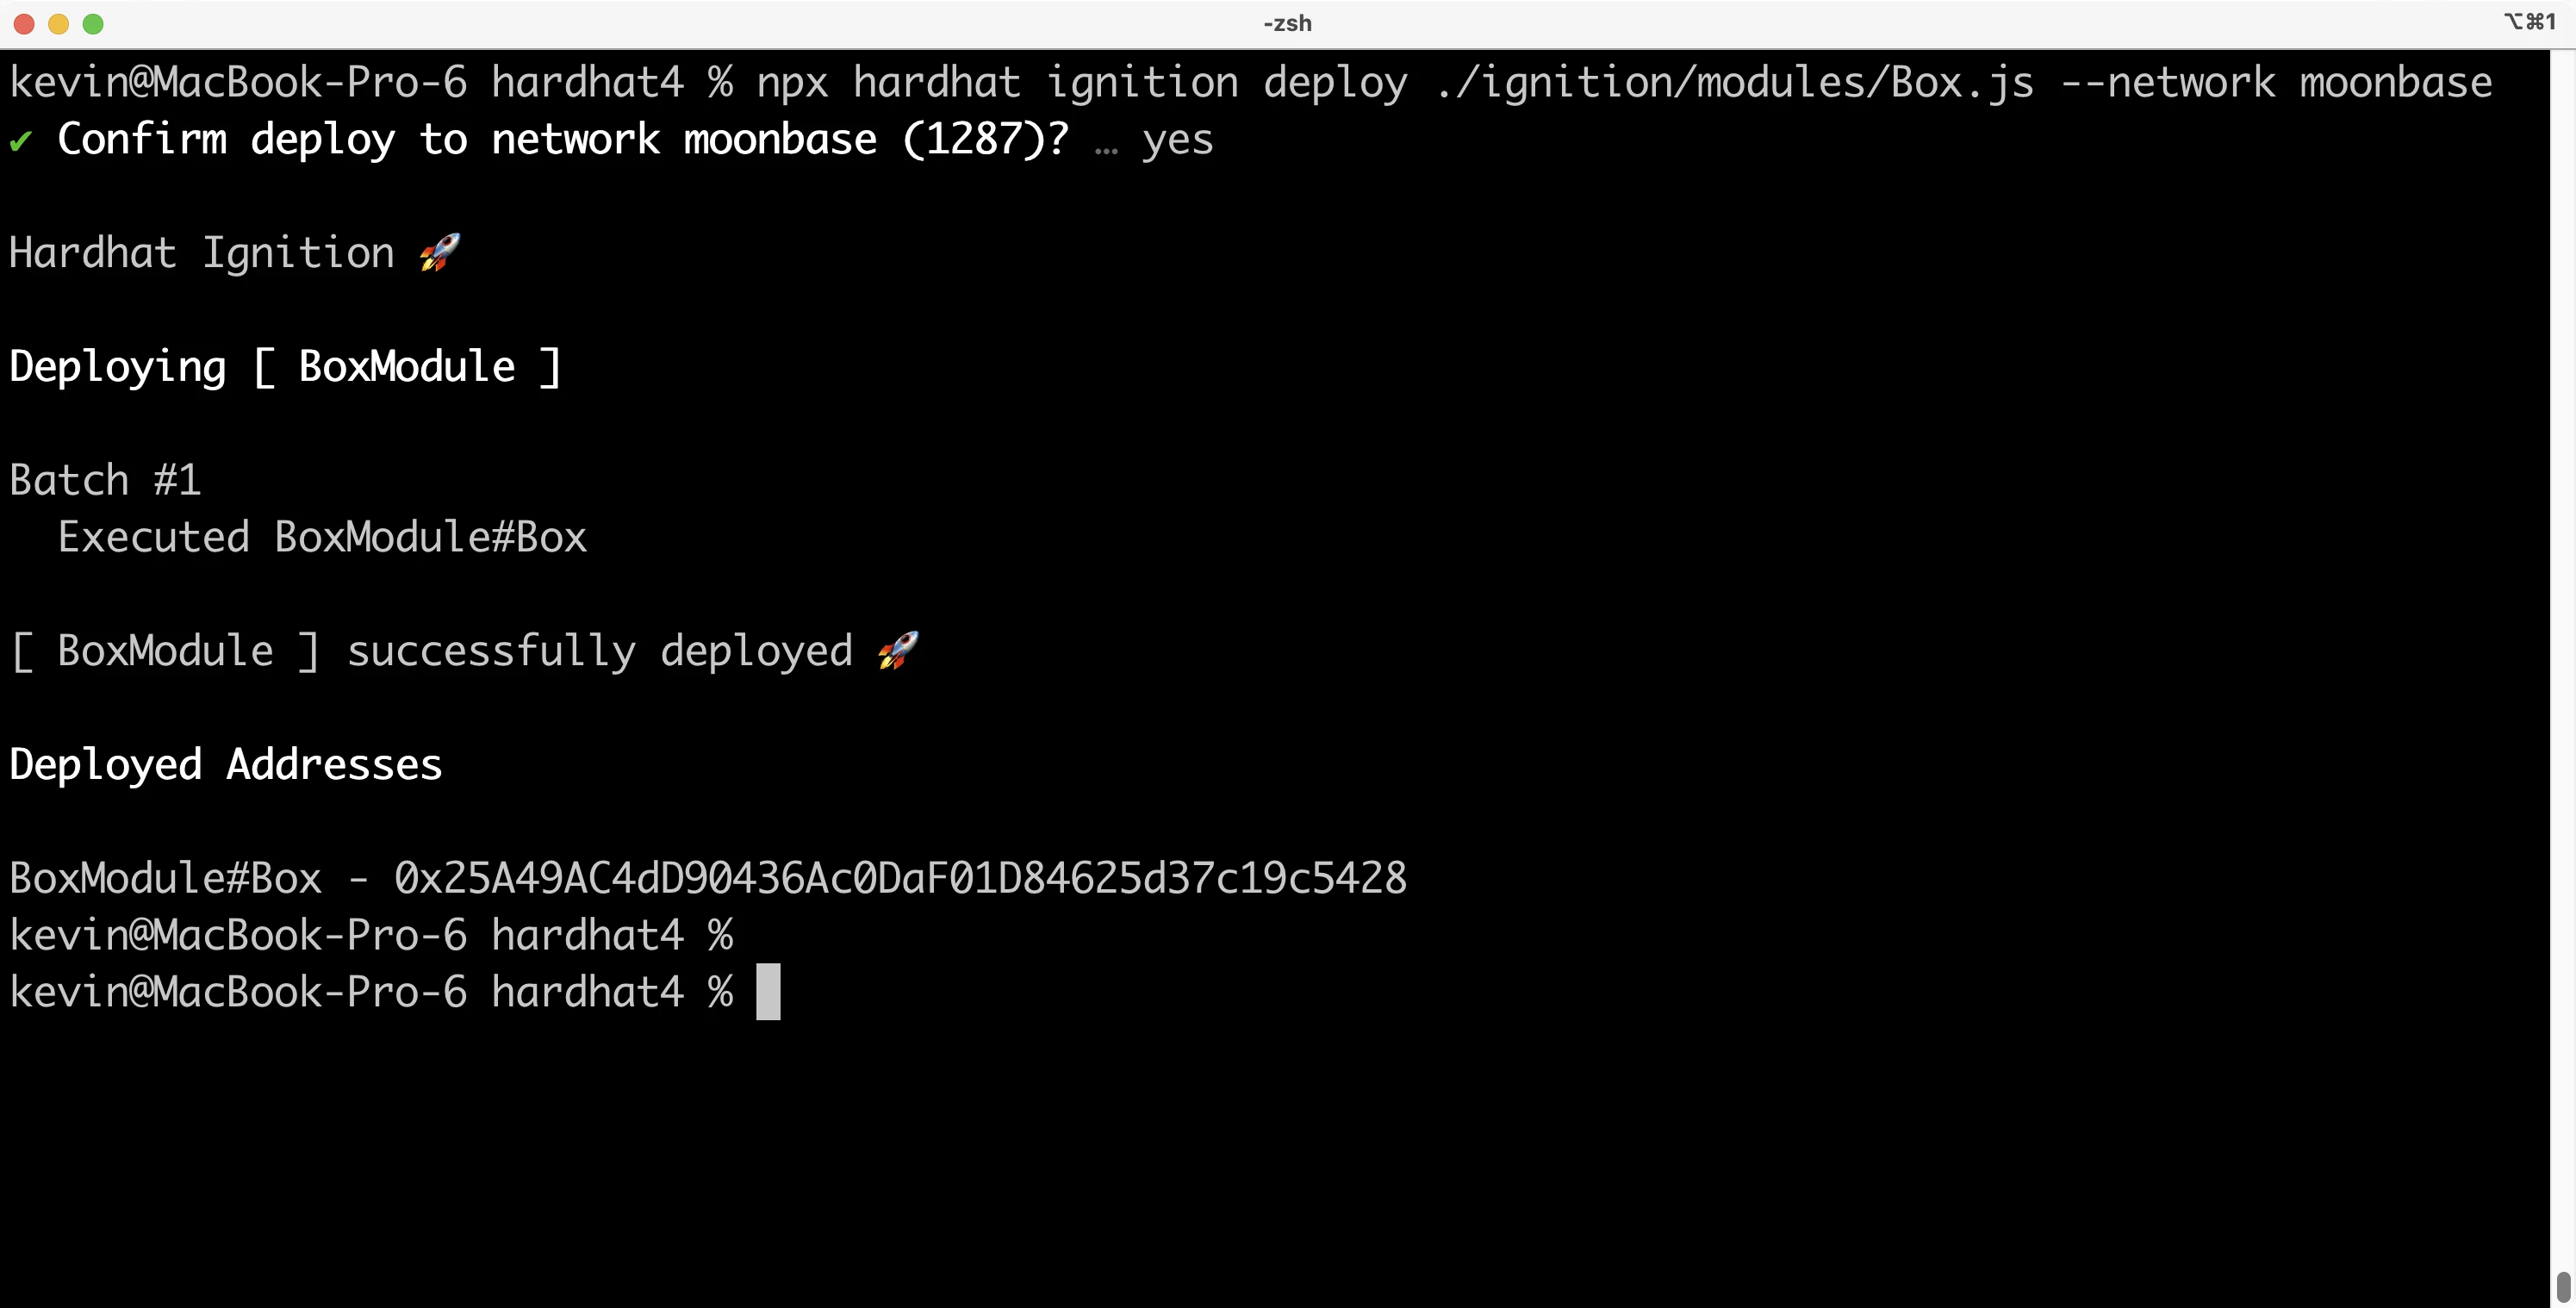 -zsh
⌥⌘1
kevin@MacBook-Pro-6 hardhat4 % npx hardhat ignition deploy ./ignition/modules/Box.js --network moonbase
✔ Confirm deploy to network moonbase (1287)? … yes
Hardhat Ignition 🚀
Deploying [ BoxModule ]
Batch #1
Executed BoxModule#Box
[ BoxModule ] successfully deployed 🚀
Deployed Addresses
BoxModule#Box - 0x25A49AC4dD90436Ac0DaF01D84625d37c19c5428
kevin@MacBook-Pro-6 hardhat4 %
kevin@MacBook-Pro-6 hardhat4 %